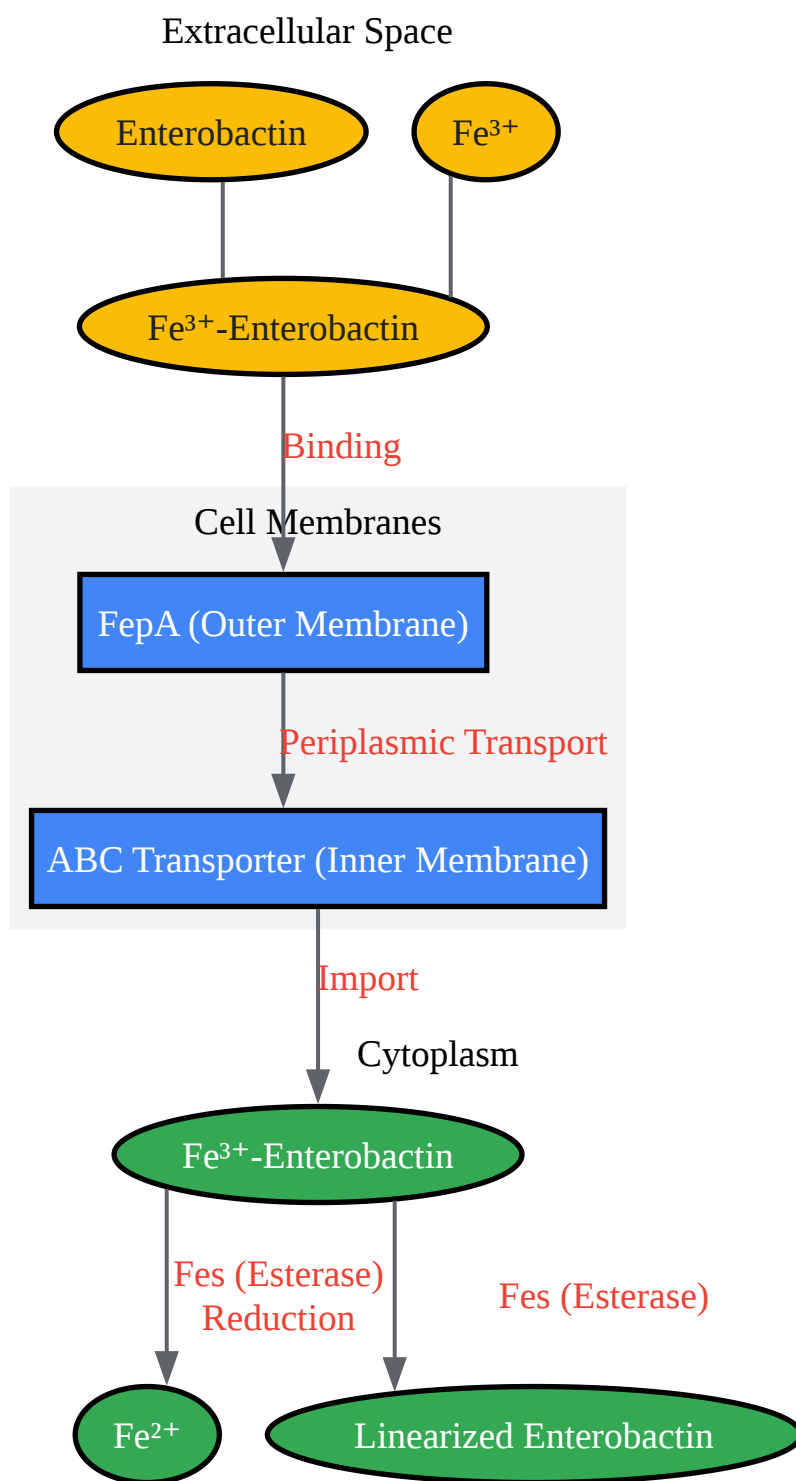 Extracellular Space
Enterobactin
Fe³⁺
Fe³⁺-Enterobactin
Binding
Cell Membranes
FepA (Outer Membrane)
Periplasmic Transport
ABC Transporter (Inner Membrane)
Import
Cytoplasm
Fe³⁺-Enterobactin
Fes (Esterase)
Reduction
Fes (Esterase)
Fe²⁺
Linearized Enterobactin